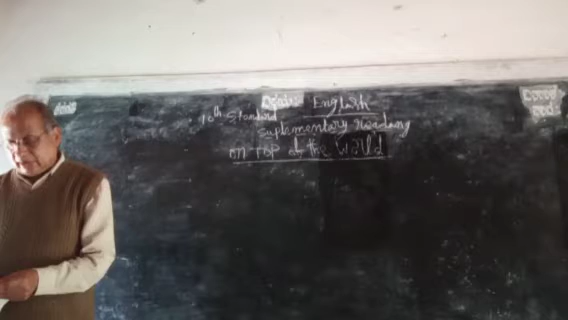 English
10th Standard
suplementary Reading
on Top of the World